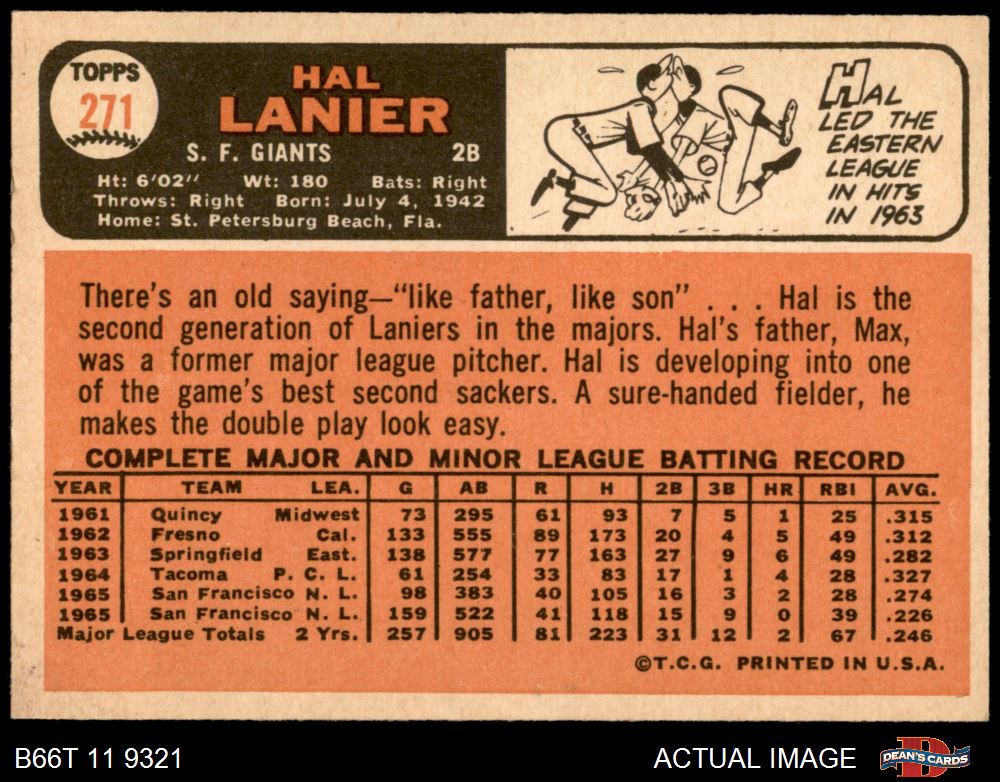 TOPPS
271
HAL
LANIER
S. F. GIANTS 2B
Ht: 6'02" Wt: 180 Bats: Right
Throws: Right Born: July 4, 1942
Home: St. Petersburg Beach, Fla.
HAL
LED THE
EASTERN
LEAGUE
IN HITS
IN 1963
There's an old saying—"like father, like son" . . . Hal is the
second generation of Laniers in the majors. Hal's father, Max,
was a former major league pitcher. Hal is developing into one
of the game's best second sackers. A sure-handed fielder, he
makes the double play look easy.
COMPLETE MAJOR AND MINOR LEAGUE BATTING RECORD
YEAR TEAM LEA. G AB R H 2B 3B HR RBI AVG.
1961 Quincy Midwest 73 295 61 93 7 5 1 25 .315
1962 Fresno Cal. 133 555 89 173 20 4 5 49 .312
1963 Springfield East. 138 577 77 163 27 9 6 49 .282
1964 Tacoma P. C. L. 61 254 33 83 17 1 4 28 .327
1965 San Francisco N. L. 98 383 40 105 16 3 2 28 .274
1965 San Francisco N. L. 159 522 41 118 15 9 0 39 .226
Major League Totals 2 Yrs. 257 905 81 223 31 12 2 67 .246
©T.C.G. PRINTED IN U.S.A.
B66T 11 9321 ACTUAL IMAGE DEAN'S CARDS